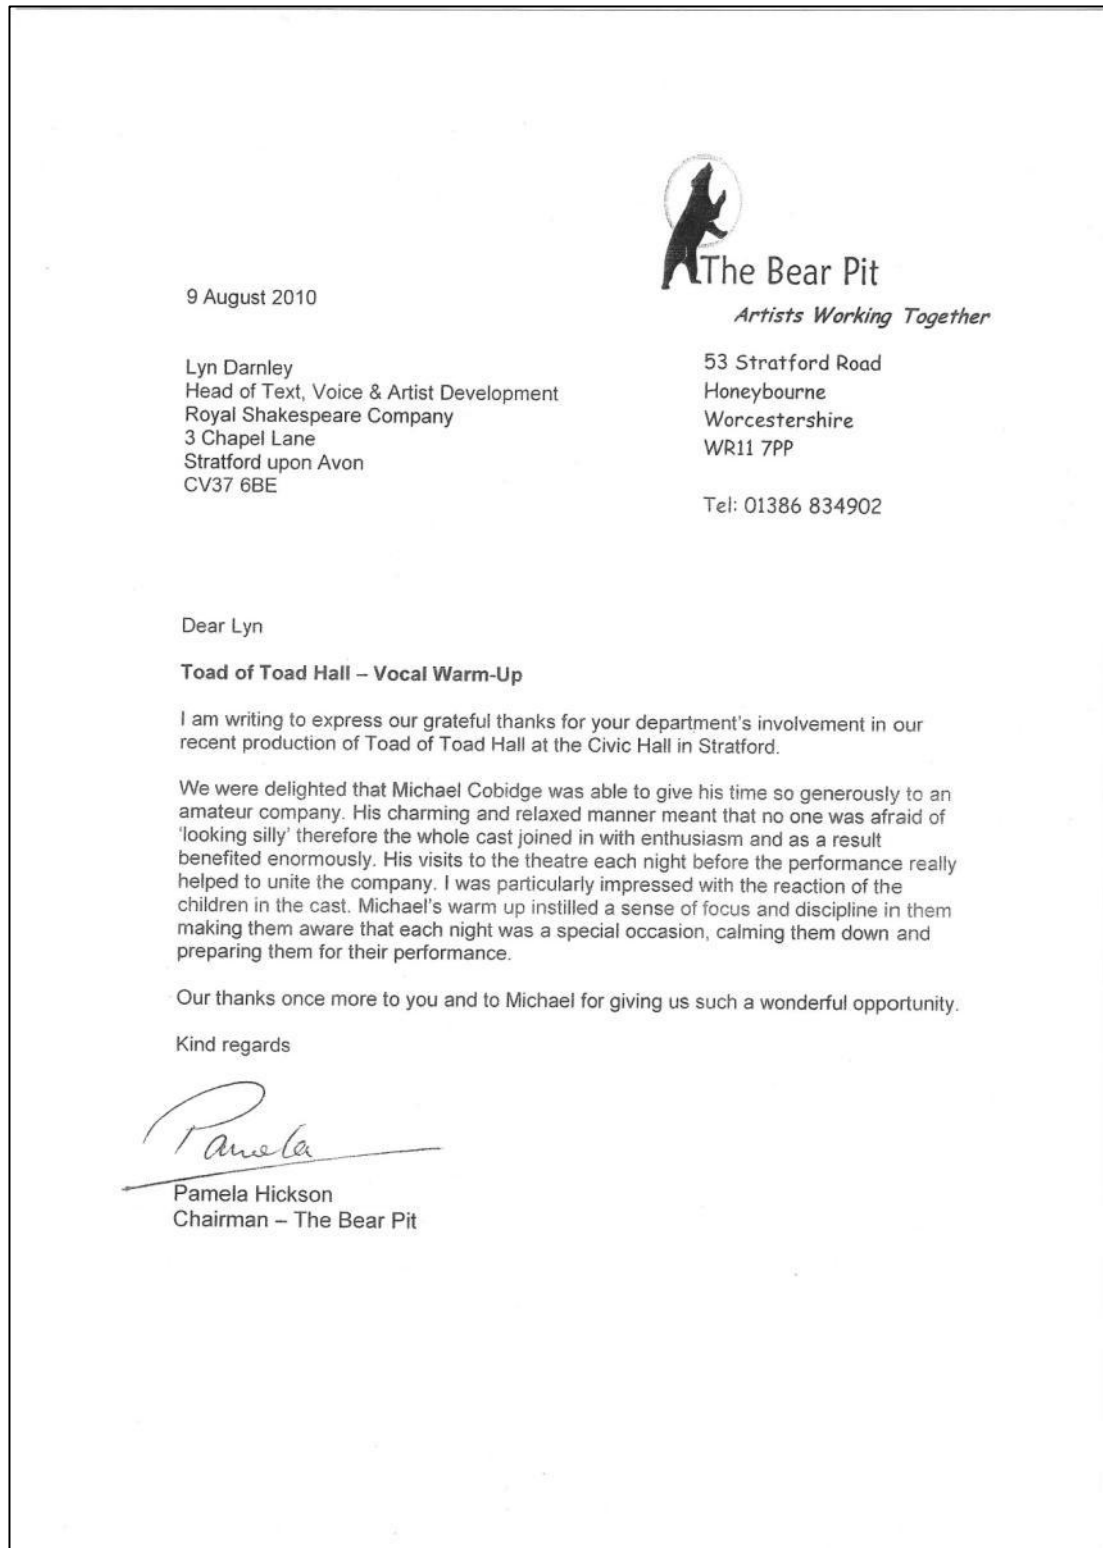 The Bear Pit
Artists Working Together
9 August 2010
Lyn Darnley
Head of Text, Voice & Artist Development
Royal Shakespeare Company
3 Chapel Lane
Stratford upon Avon
CV37 6BE
53 Stratford Road
Honeybourne
Worcestershire
WR11 7PP
Tel: 01386 834902
Dear Lyn
Toad of Toad Hall – Vocal Warm-Up
I am writing to express our grateful thanks for your department's involvement in our
recent production of Toad of Toad Hall at the Civic Hall in Stratford.
We were delighted that Michael Cobidge was able to give his time so generously to an
amateur company. His charming and relaxed manner meant that no one was afraid of
'looking silly' therefore the whole cast joined in with enthusiasm and as a result
benefited enormously. His visits to the theatre each night before the performance really
helped to unite the company. I was particularly impressed with the reaction of the
children in the cast. Michael's warm up instilled a sense of focus and discipline in them
making them aware that each night was a special occasion, calming them down and
preparing them for their performance.
Our thanks once more to you and to Michael for giving us such a wonderful opportunity.
Kind regards
Pamela
Pamela Hickson
Chairman – The Bear Pit